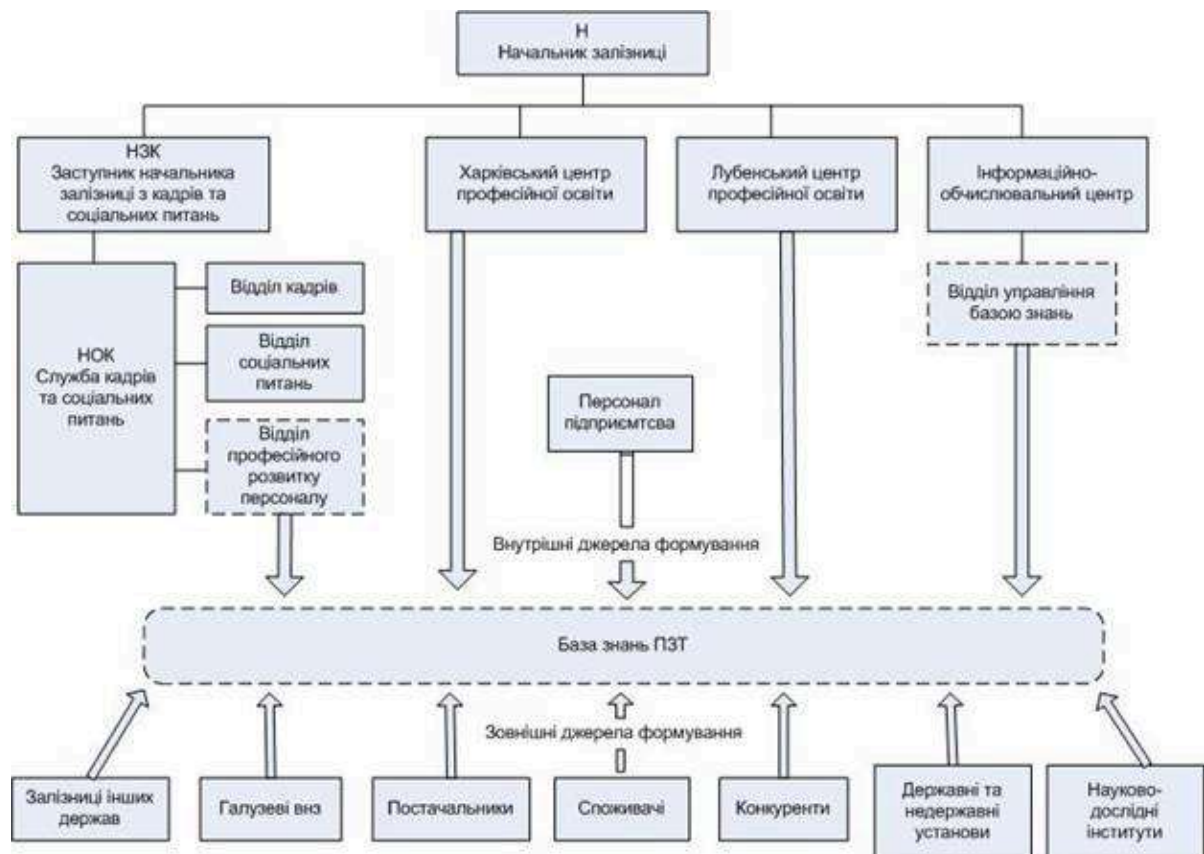 Н
Начальник залізниці
НЗК
Заступник начальника
залізниці з кадрів та
соціальних питань
Харківський центр
професійної освіти
Лубенський центр
професійної освіти
Інформаційно-
обчислювальний центр
НОК
Служба кадрів
та соціальних
питань
Відділ кадрів
Відділ
соціальних
питань
Відділ
професійного
розвитку
персоналу
Відділ управління
базою знань
Персонал
підприємтсва
Внутрішні джерела формування
База знань ПЗТ
Зовнішні джерела формування
Залізниці інших
держав
Галузеві внз
Постачальники
Споживачі
Конкуренти
Державні та
недержавні
установи
Науково-
дослідні
інститути